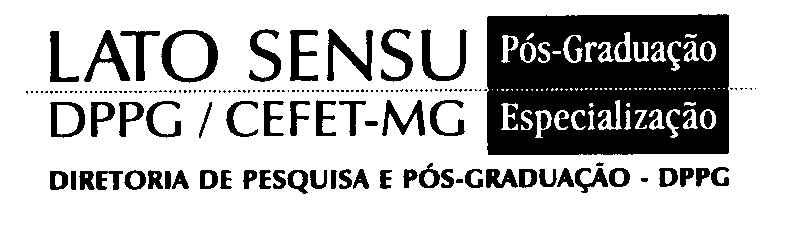 LATO SENSU Pós-Graduação
DPPG / CEFET-MG Especialização
DIRETORIA DE PESQUISA E PÓS-GRADUAÇÃO - DPPG